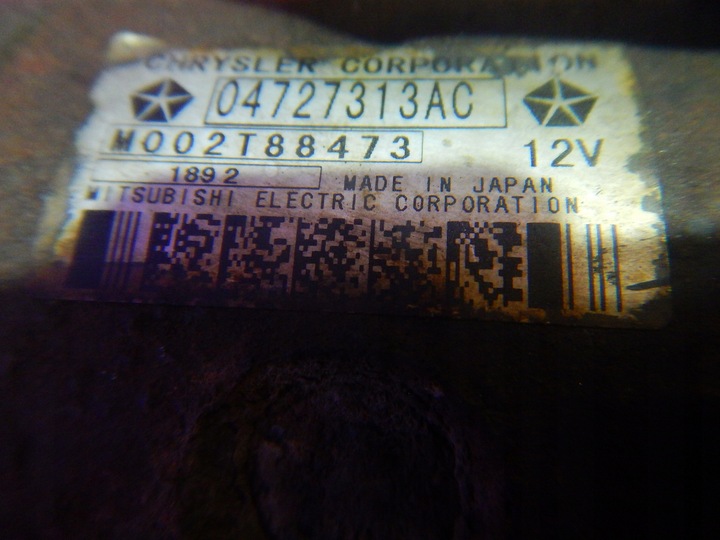 CHRYSLER CORPORATION
04727313AC
M002T88473
12V
1892 MADE IN JAPAN
MITSUBISHI ELECTRIC CORPORATION